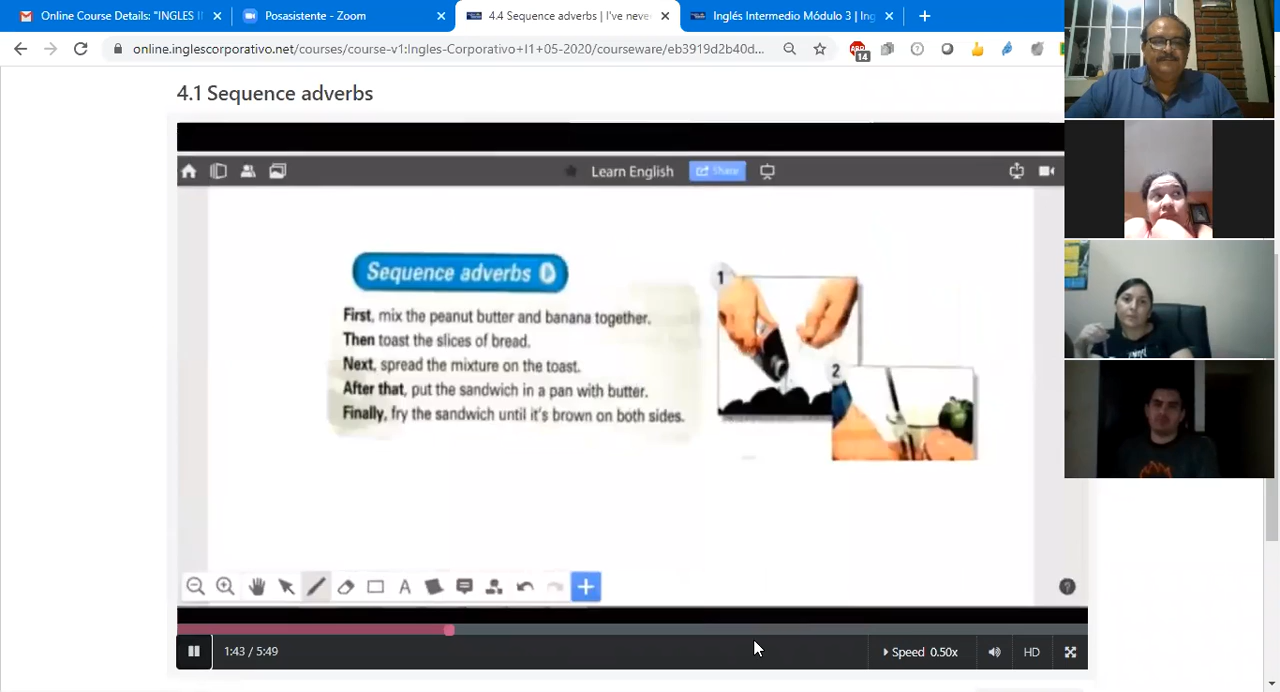 Online Course Details: "INGLES I
Posasistente - Zoom
4.4 Sequence adverbs | I've neve
Inglés Intermedio Módulo 3 | Ing
online.inglescorporativo.net/courses/course-v1:Ingles-Corporativo+I1+05-2020/courseware/eb3919d2b40d...
ABP
14
4.1 Sequence adverbs
Learn English
Share
Sequence adverbs
First, mix the peanut butter and banana together.
Then toast the slices of bread.
Next, spread the mixture on the toast.
After that, put the sandwich in a pan with butter.
Finally, fry the sandwich until it's brown on both sides.
1
2
A
1:43 / 5:49
Speed 0.50x
HD